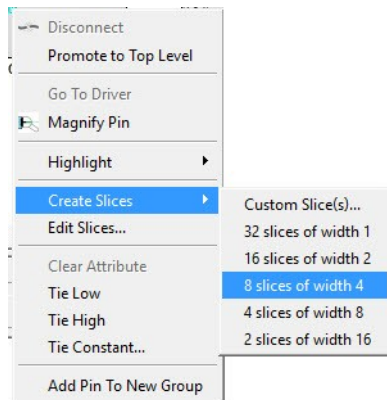 Disconnect
Promote to Top Level
Go To Driver
Magnify Pin
Highlight
Create Slices
Edit Slices...
Clear Attribute
Tie Low
Tie High
Tie Constant...
Add Pin To New Group
Custom Slice(s)...
32 slices of width 1
16 slices of width 2
8 slices of width 4
4 slices of width 8
2 slices of width 16